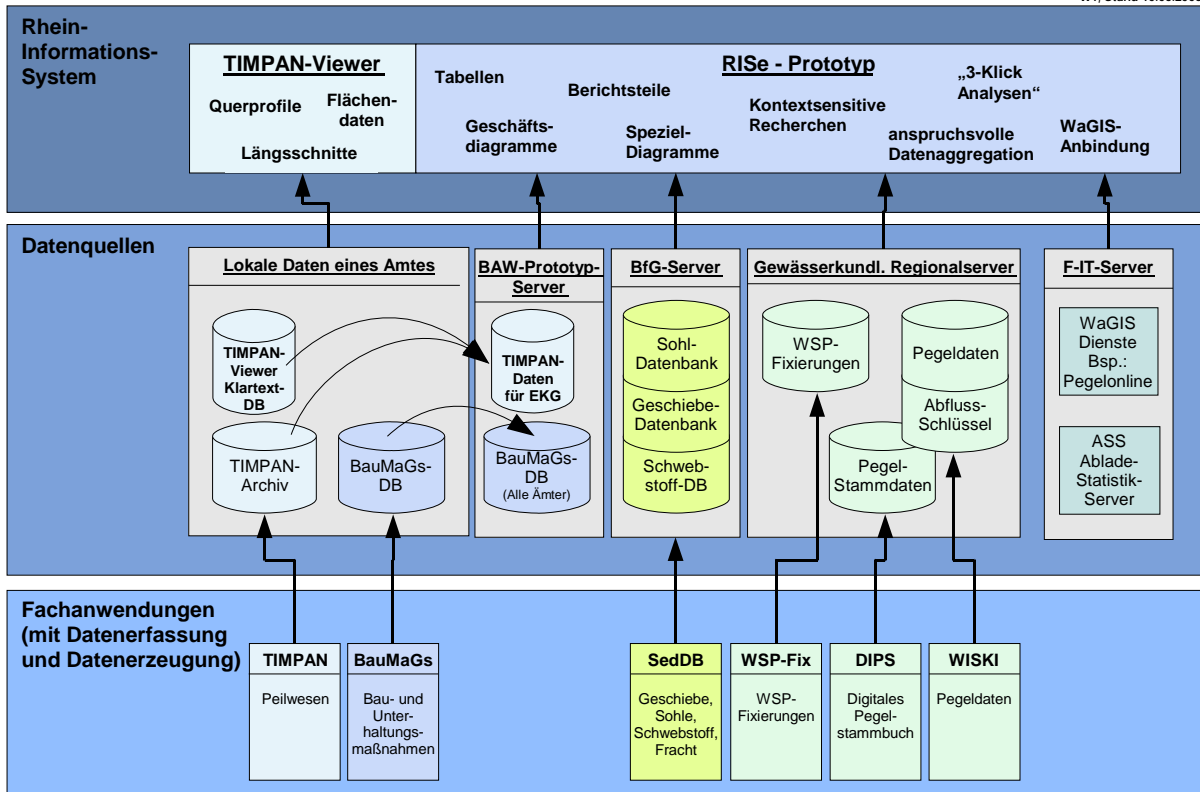 Rhein-
Informations-
System
TIMPAN-Viewer
Querprofile
Flächen-
daten
Längsschnitte
RISe - Prototyp
Tabellen
Berichtsteile
„3-Klick
Analysen“
Kontextsensitive
Recherchen
Geschäfts-
diagramme
Speziel-
Diagramme
anspruchsvolle
Datenaggregation
WaGIS-
Anbindung
Datenquellen
Lokale Daten eines Amtes
TIMPAN-
Viewer
Klartext-
DB
TIMPAN-
Archiv
BauMaGs-
DB
BAW-Prototyp-
Server
TIMPAN-
Daten
für EKG
BauMaGs-
DB
(Alle Ämter)
BfG-Server
Sohl-
Datenbank
Geschiebe-
Datenbank
Schweb-
stoff-DB
Gewässerkundl. Regionalserver
WSP-
Fixierungen
Pegeldaten
Abfluss-
Schlüssel
Pegel-
Stammdaten
F-IT-Server
WaGIS
Dienste
Bsp.:
Pegelonline
ASS
Ablade-
Statistik-
Server
Fachanwendungen
(mit Datenerfassung
und Datenerzeugung)
TIMPAN
Peilwesen
BauMaGs
Bau- und
Unter-
haltungs-
maßnahmen
SedDB
Geschiebe,
Sohle,
Schwebstoff,
Fracht
WSP-Fix
WSP-
Fixierungen
DIPS
Digitales
Pegel-
stammbuch
WISKI
Pegeldaten